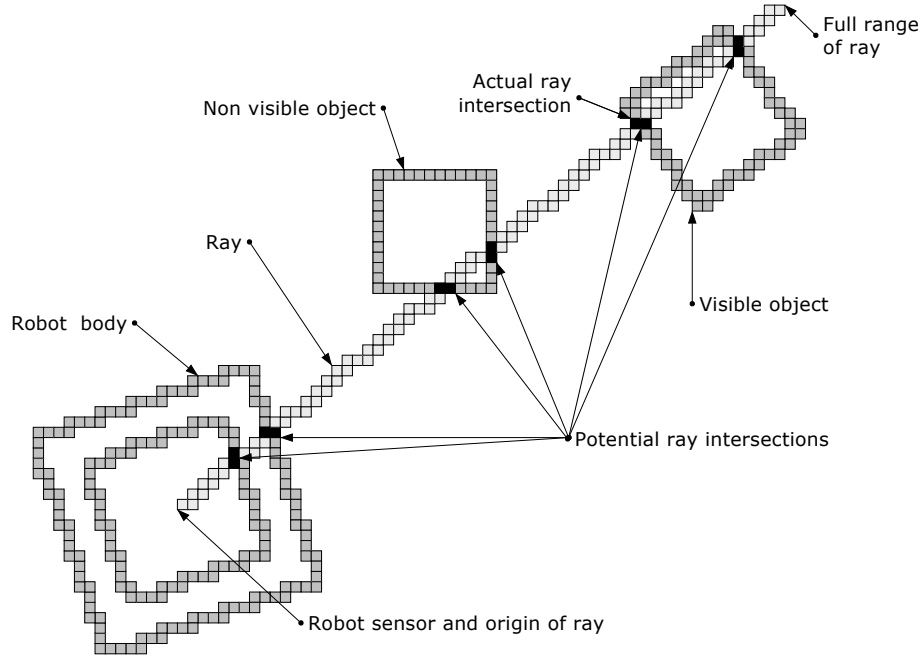 Full range
of ray
Actual ray
intersection
Non visible object
Ray
Visible object
Robot body
Potential ray intersections
Robot sensor and origin of ray